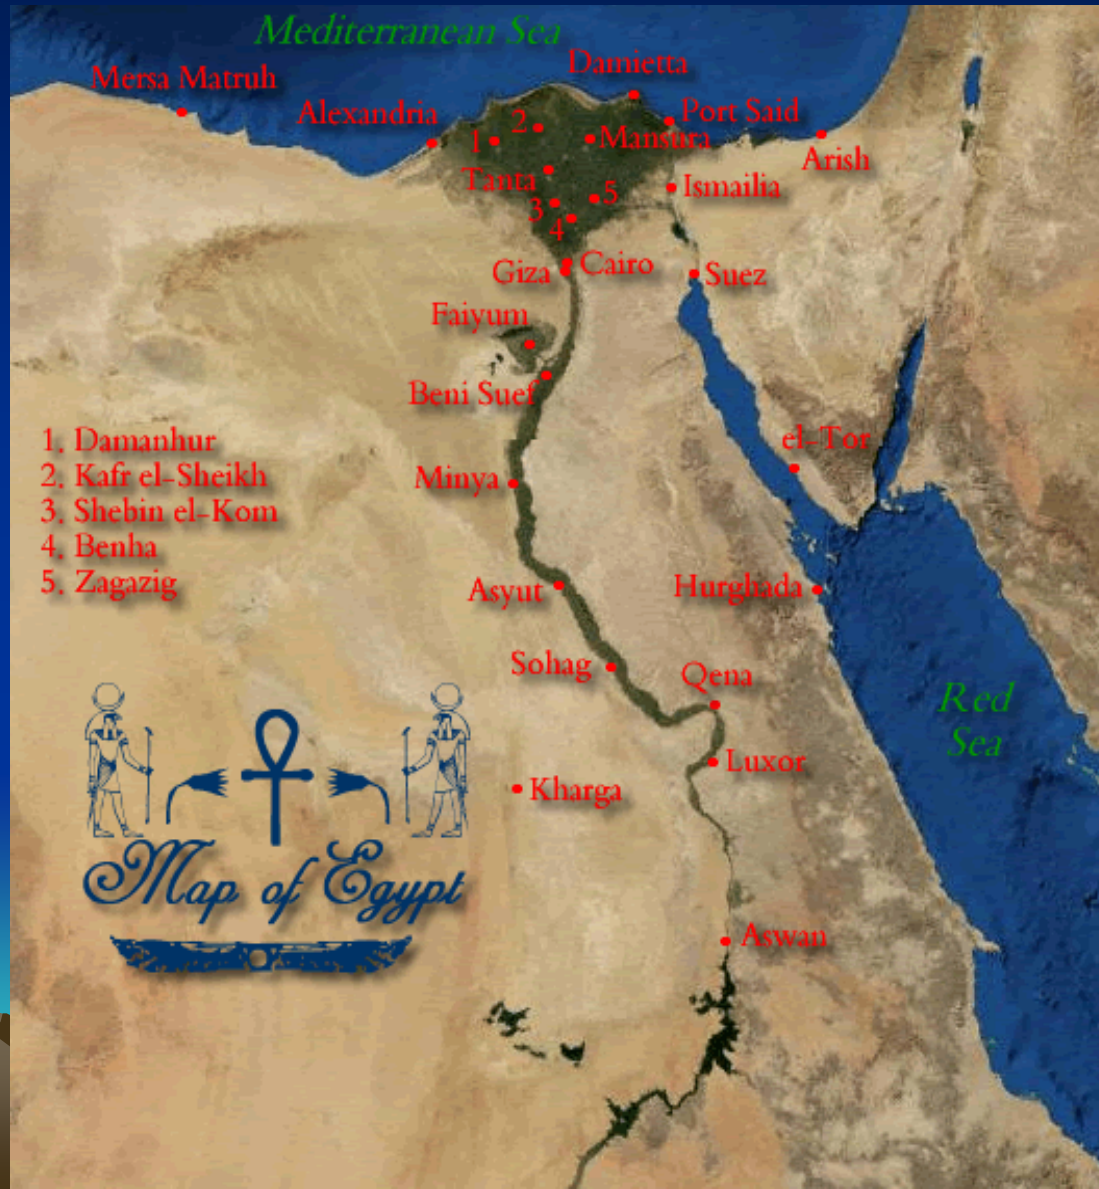 Mediterranean Sea
Damietta
Mersa Matruh
Alexandria
Port Said
2
1
Mansura
Arish
Tanta
5
Ismailia
3
4
Cairo
Giza
Suez
Faiyum
Beni Suef
1. Damanhur
2. Kafr el-Sheikh
3. Shebin el-Kom
4. Benha
5. Zagazig
el-Tor
Minya
Asyut
Hurghada
Sohag
Qena
Red
Sea
Luxor
Kharga
Map of Egypt
Aswan